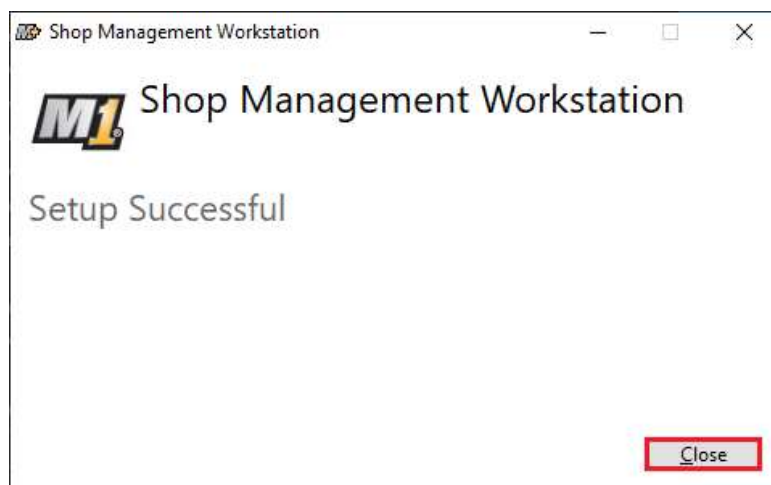 Shop Management Workstation
M1® Shop Management Workstation
Setup Successful
Close